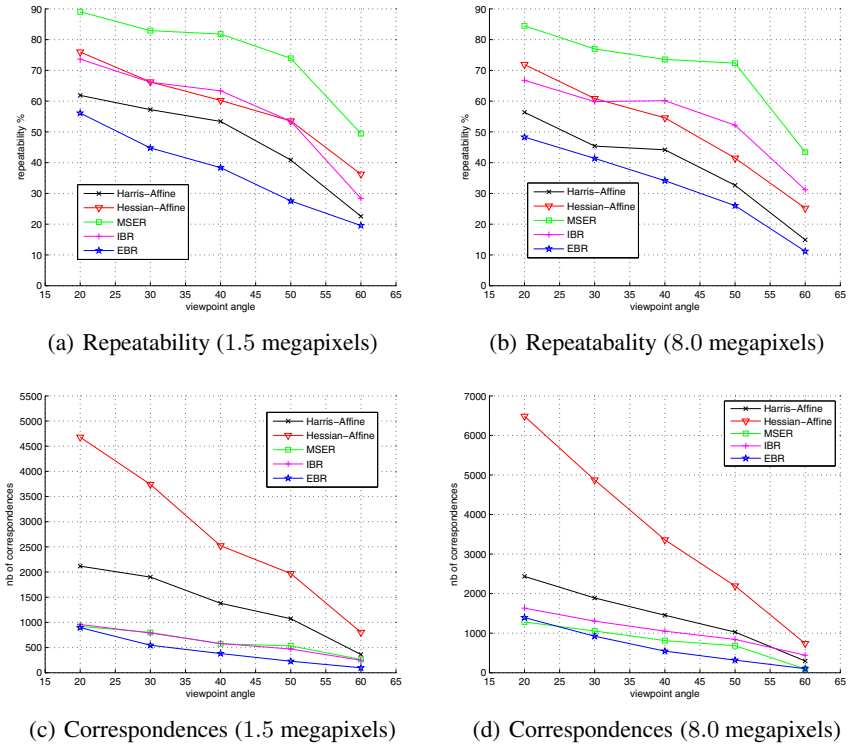 90
80
70
60
50
40
30
20
10
0
repeatability %
Harris−Affine
Hessian−Affine
MSER
IBR
EBR
15 20 25 30 35 40 45 50 55 60 65
viewpoint angle
(a) Repeatability (1.5 megapixels)
90
80
70
60
50
40
30
20
10
0
repeatability %
Harris−Affine
Hessian−Affine
MSER
IBR
EBR
15 20 25 30 35 40 45 50 55 60 65
viewpoint angle
(b) Repeatabality (8.0 megapixels)
5500
5000
4500
4000
3500
3000
2500
2000
1500
1000
500
0
nb of correspondences
Harris−Affine
Hessian−Affine
MSER
IBR
EBR
15 20 25 30 35 40 45 50 55 60 65
viewpoint angle
(c) Correspondences (1.5 megapixels)
7000
6000
5000
4000
3000
2000
1000
0
nb of correspondences
Harris−Affine
Hessian−Affine
MSER
IBR
EBR
15 20 25 30 35 40 45 50 55 60 65
viewpoint angle
(d) Correspondences (8.0 megapixels)